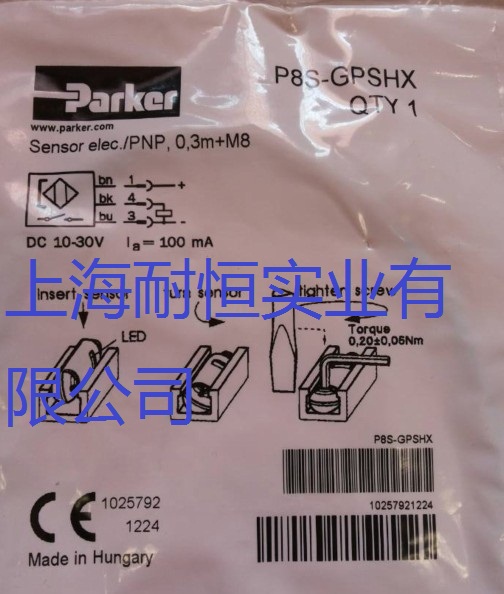 Parker
www.parker.com
P8S-GPSHX
QTY 1
Sensor elec./PNP, 0,3m+M8
bn 1 +
bk 4
bu 3 -
DC 10-30V Ia = 100 mA
上海耐恒实业有
限公司
Insert sensor
turn sensor
tighten screw
LED
Torque
0,20±0,05Nm
P8S-GPSHX
10257921224
CE
1025792
1224
Made in Hungary